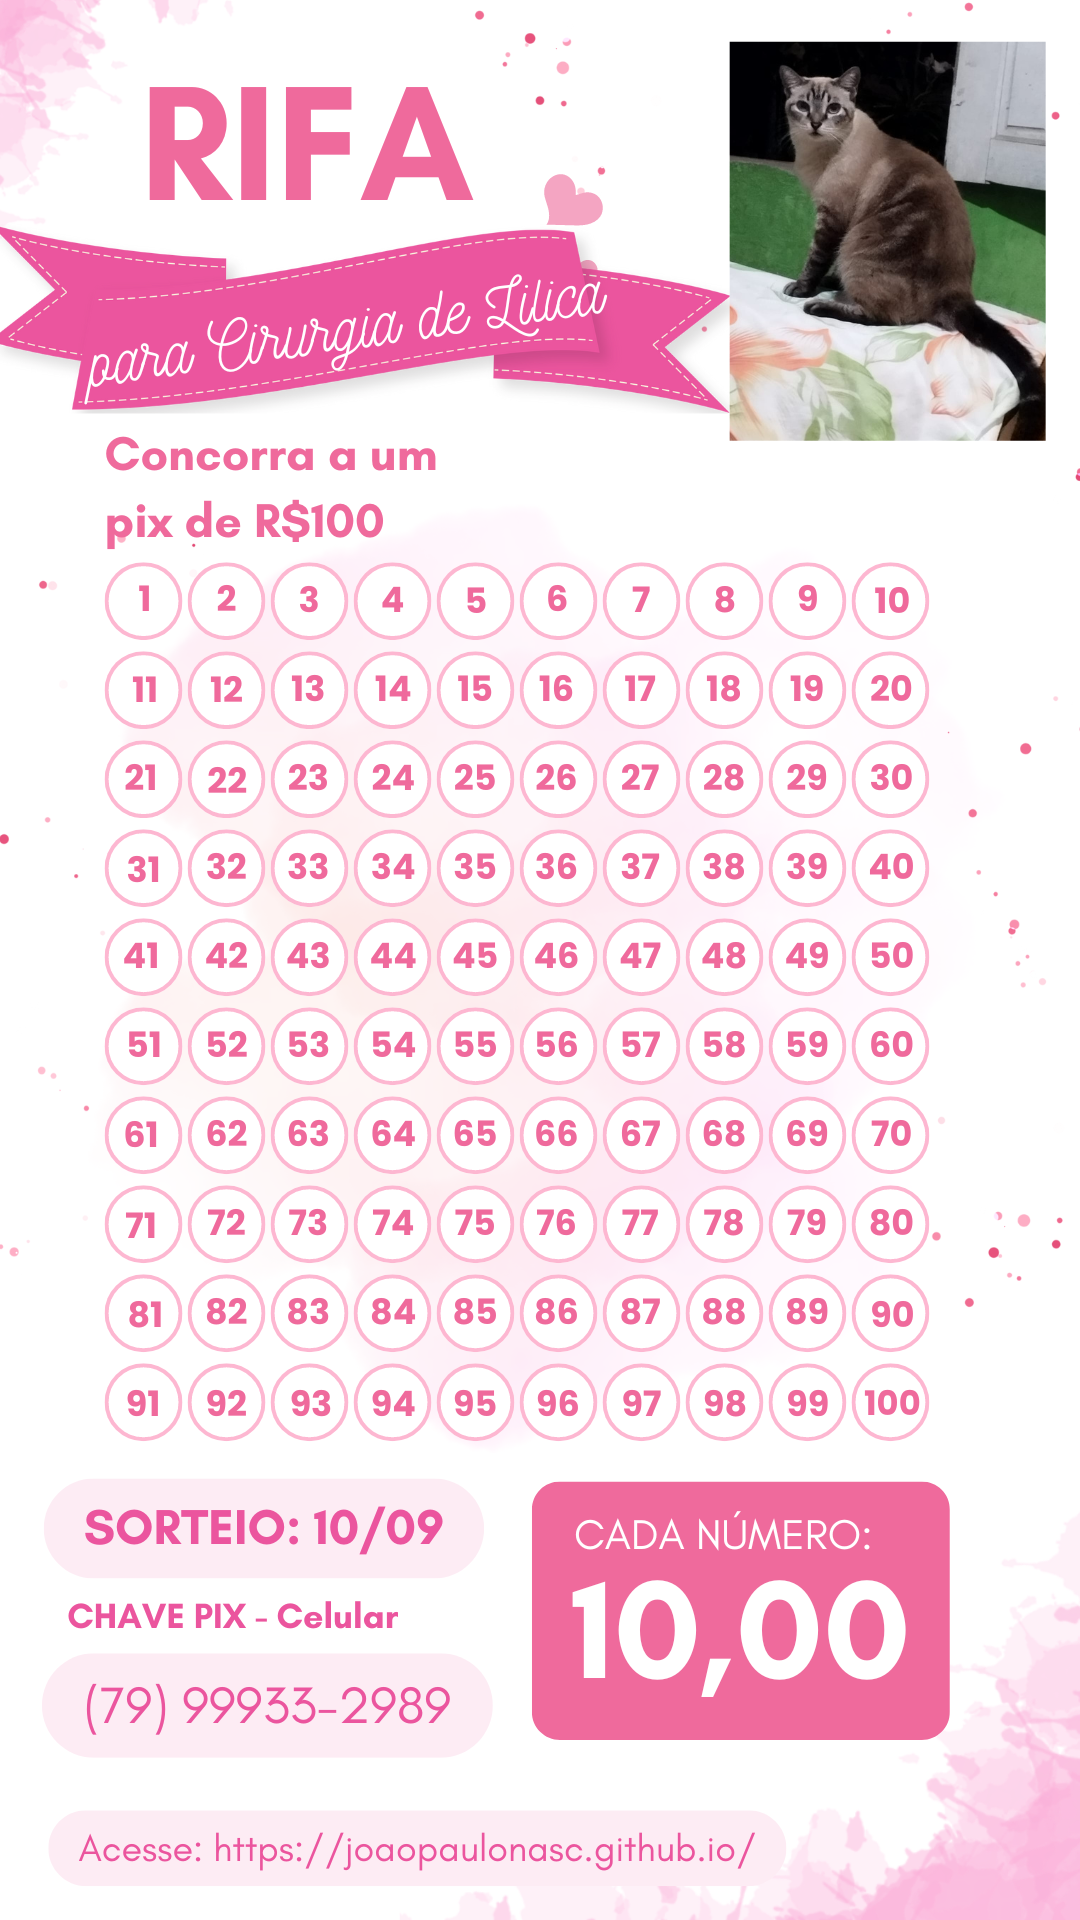 RIFA
para Cirurgia de Lilica
Concorra a um
pix de R$100
1 2 3 4 5 6 7 8 9 10
11 12 13 14 15 16 17 18 19 20
21 22 23 24 25 26 27 28 29 30
31 32 33 34 35 36 37 38 39 40
41 42 43 44 45 46 47 48 49 50
51 52 53 54 55 56 57 58 59 60
61 62 63 64 65 66 67 68 69 70
71 72 73 74 75 76 77 78 79 80
81 82 83 84 85 86 87 88 89 90
91 92 93 94 95 96 97 98 99 100
SORTEIO: 10/09
CHAVE PIX - Celular
(79) 99933-2989
CADA NÚMERO:
10,00
Acesse: https://joaopaulonasc.github.io/